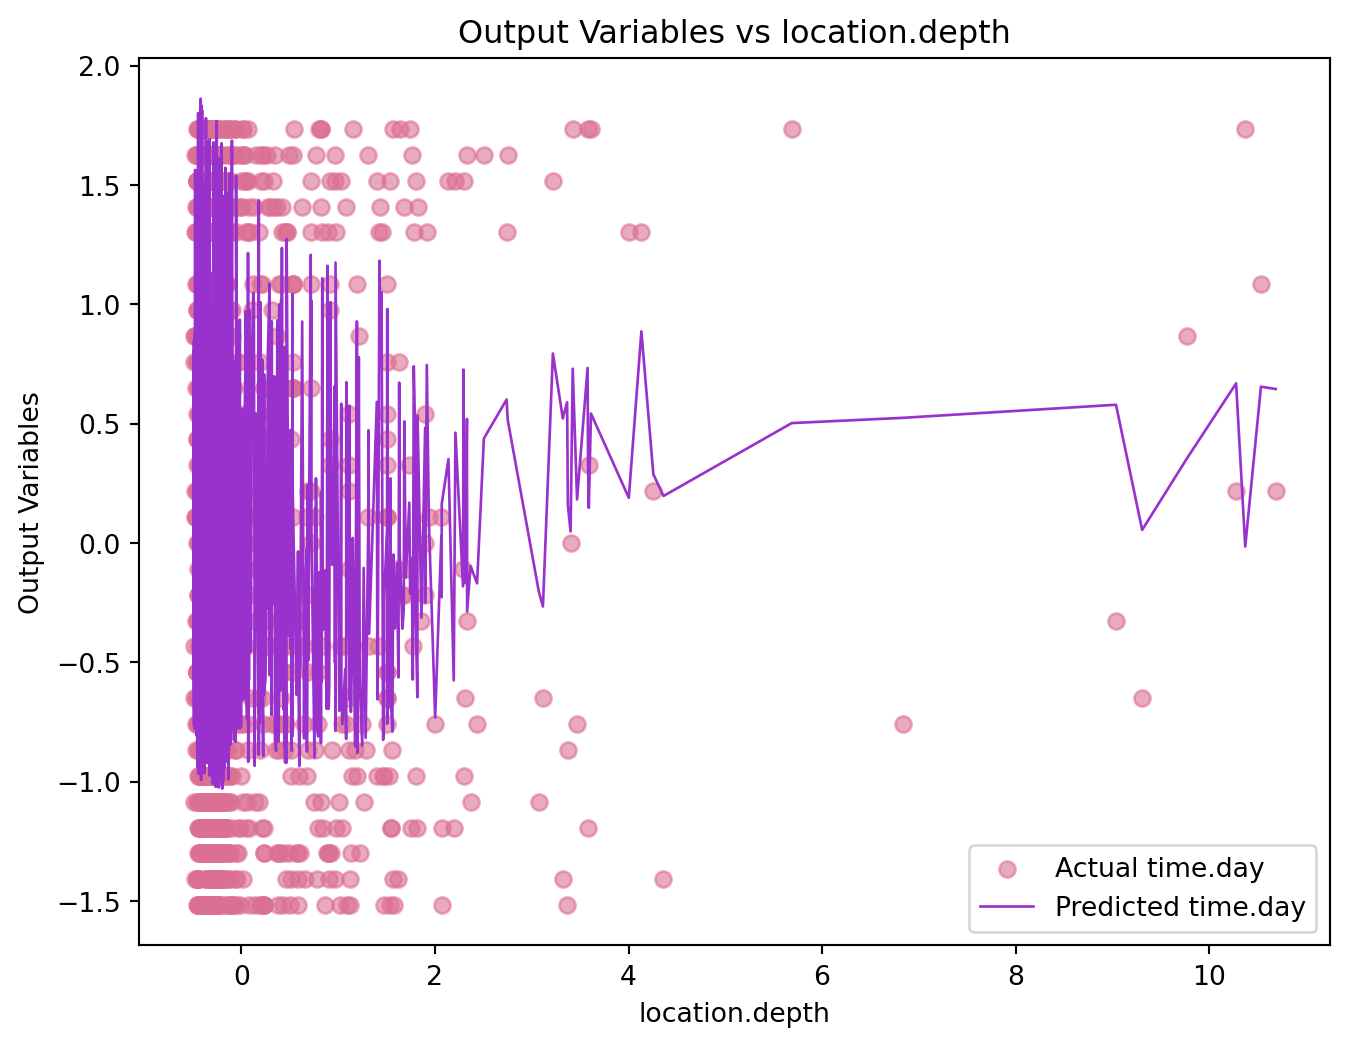 Output Variables vs location.depth
2.0
1.5
1.0
0.5
0.0
−0.5
−1.0
−1.5
Output Variables
0
2
4
6
8
10
location.depth
Actual time.day
Predicted time.day